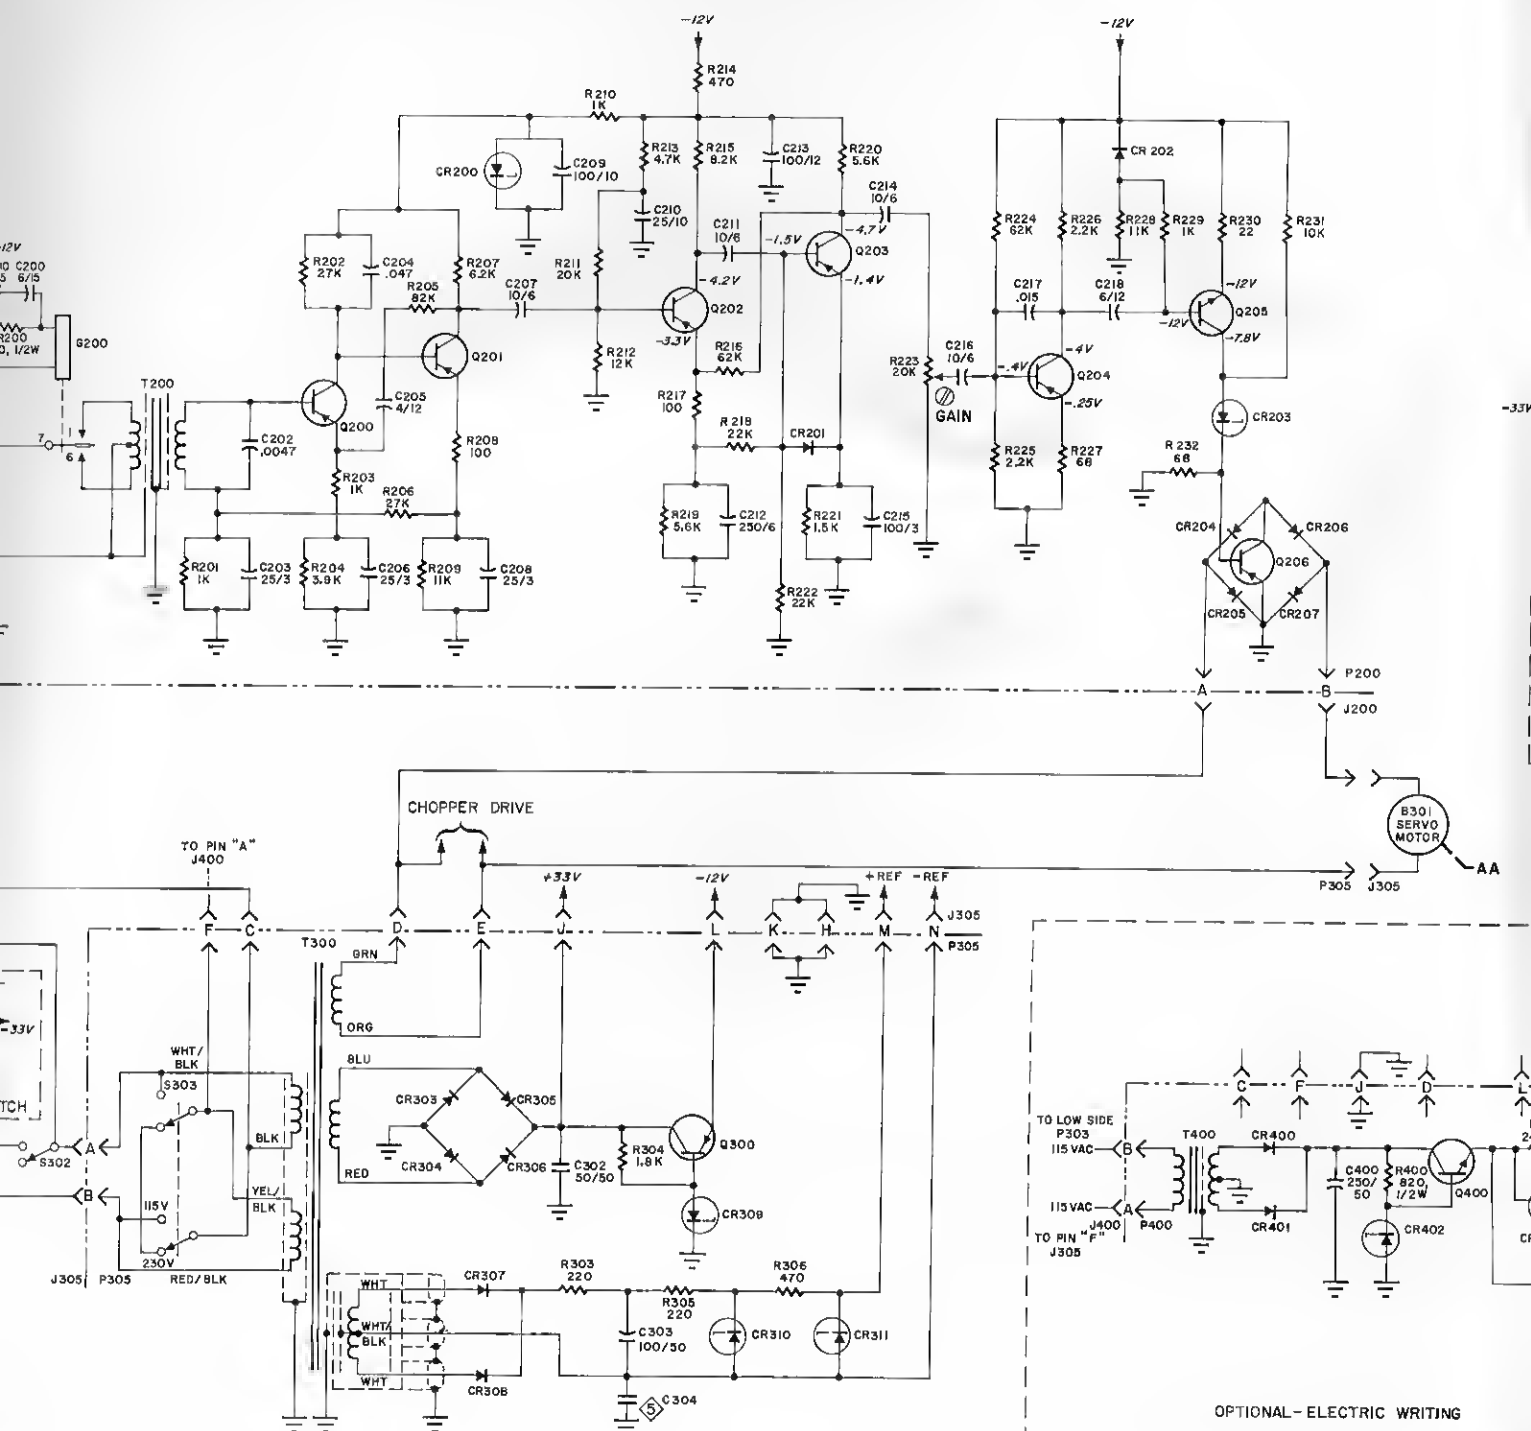 -12V
-12V
R214
470
R210
1K
R213
4.7K
R215
8.2K
C213
100/12
R220
5.6K
CR200
C209
100/10
CR 202
C214
10/6
C210
25/10
C211
10/6
-1.5V
-4.7V
Q203
-1.4V
R224
62K
R226
2.2K
R228
11K
R229
1K
R230
22
R231
10K
-12V
C200
6/15
R200
1/2W
G200
R202
27K
C204
.047
R207
6.2K
R205
82K
C207
10/6
R211
20K
-4.2V
Q202
-3.3V
C217
.015
C218
6/12
-12V
-12V
Q205
-7.8V
Q201
R212
12K
R216
62K
R223
20K
C216
10/6
-.4V
-4V
Q204
-.25V
GAIN
T200
C205
4/12
Q200
R217
100
CR203
-33V
7
1
6
C202
.0047
R208
100
R218
22K
CR201
R225
2.2K
R227
68
R232
68
R203
1K
R206
27K
R219
5.6K
C212
250/6
R221
1.5K
C215
100/3
CR204
CR206
Q206
R201
1K
C203
25/3
R204
3.9K
C206
25/3
R209
11K
C208
25/3
R222
22K
CR205
CR207
P200
A
B
J200
CHOPPER DRIVE
B301
SERVO
MOTOR
AA
TO PIN "A"
J400
+33V
-12V
+REF
-REF
P305
J305
J305
F
C
D
E
J
L
K
H
M
N
P305
T300
GRN
ORG
-33V
WHT/
BLK
S303
BLU
TCH
CR303
CR305
C
F
J
D
L
BLK
A
S302
R304
1.8K
Q300
CR304
CR306
C302
50/50
RED
TO LOW SIDE
P303
115 VAC
B
T400
CR400
C400
250/
50
R400
820
1/2W
Q400
B
YEL/
BLK
115V
CR309
115VAC
A
J400
P400
TO PIN "F"
J305
CR401
CR402
230V
J305
P305
RED/BLK
WHT
CR307
R303
220
R305
220
R306
470
WHT/
BLK
C303
100/50
CR310
CR311
WHT
CR308
5
C304
OPTIONAL-ELECTRIC WRITING